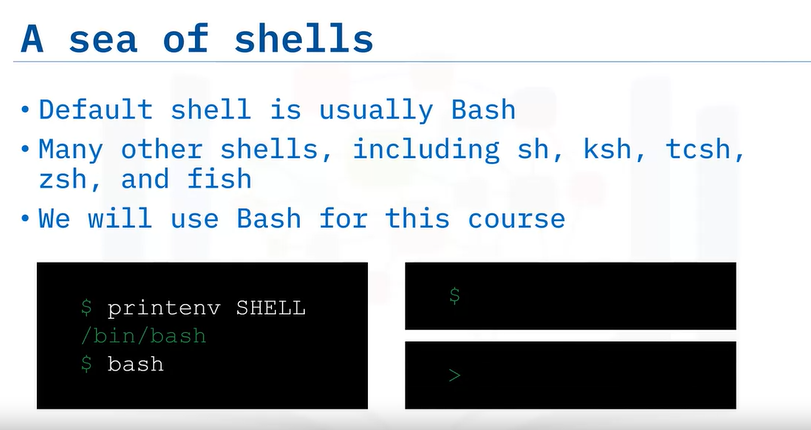 A sea of shells
• Default shell is usually Bash
• Many other shells, including sh, ksh, tcsh,
zsh, and fish
• We will use Bash for this course
$ printenv SHELL
/bin/bash
$ bash
$
>